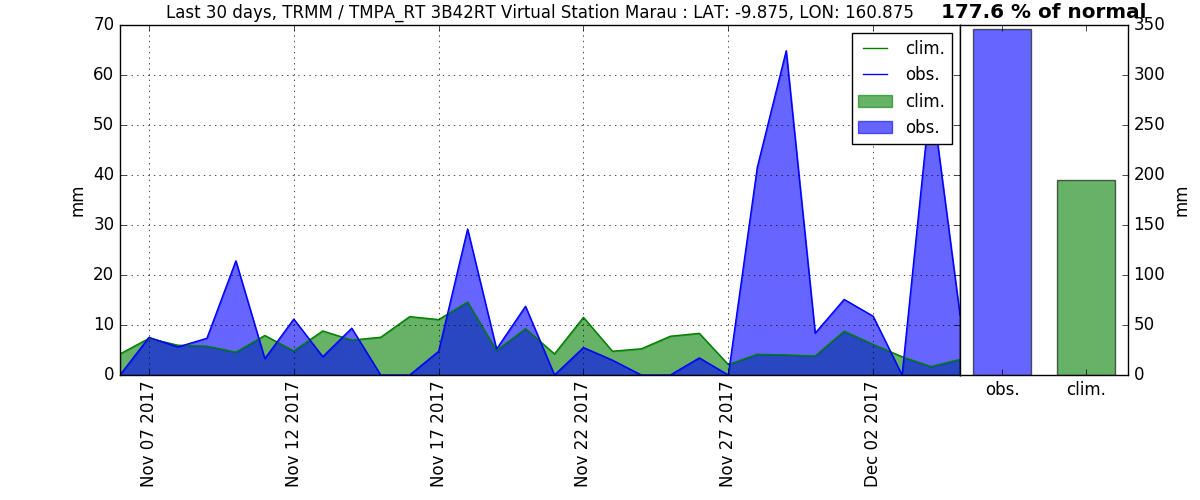 Last 30 days, TRMM / TMPA_RT 3B42RT Virtual Station Marau : LAT: -9.875, LON: 160.875
177.6 % of normal
70
60
50
40
30
20
10
0
mm
clim.
obs.
clim.
obs.
350
300
250
200
150
100
50
0
mm
Nov 07 2017
Nov 12 2017
Nov 17 2017
Nov 22 2017
Nov 27 2017
Dec 02 2017
obs.
clim.